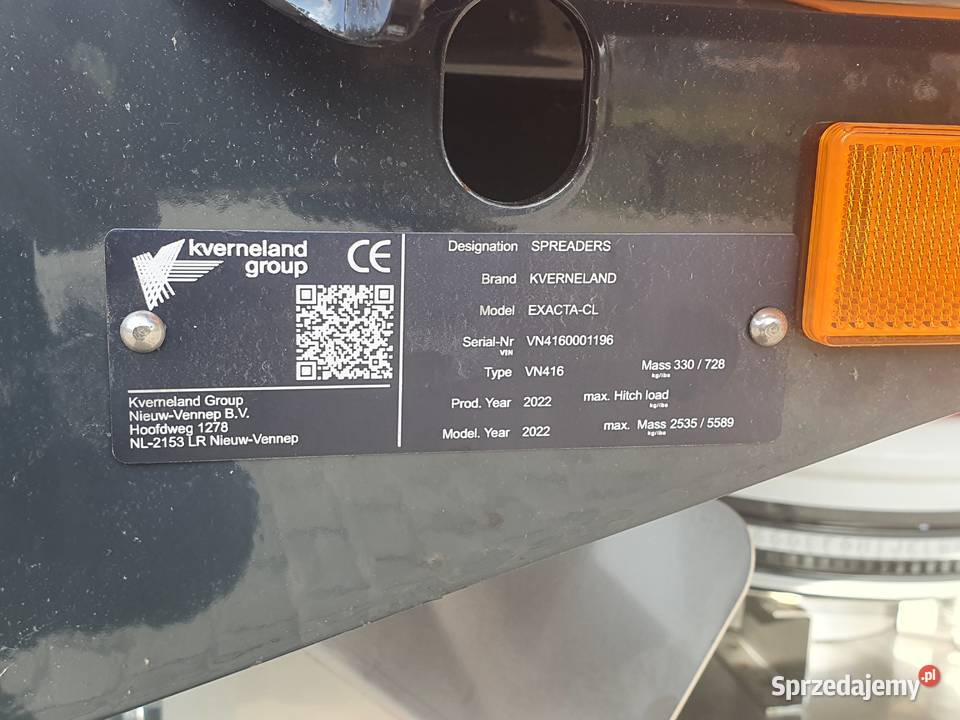 kverneland
group
CE
Kverneland Group
Nieuw-Vennep B.V.
Hoofdweg 1278
NL-2153 LR Nieuw-Vennep
Designation SPREADERS
Brand KVERNELAND
Model EXACTA-CL
Serial-Nr VN4160001196
VIN
Type VN416 Mass 330 / 728
kg/lbs
Prod. Year 2022 max. Hitch load
kg/lbs
Model. Year 2022 max. Mass 2535 / 5589
kg/lbs
Sprzedajemy.pl